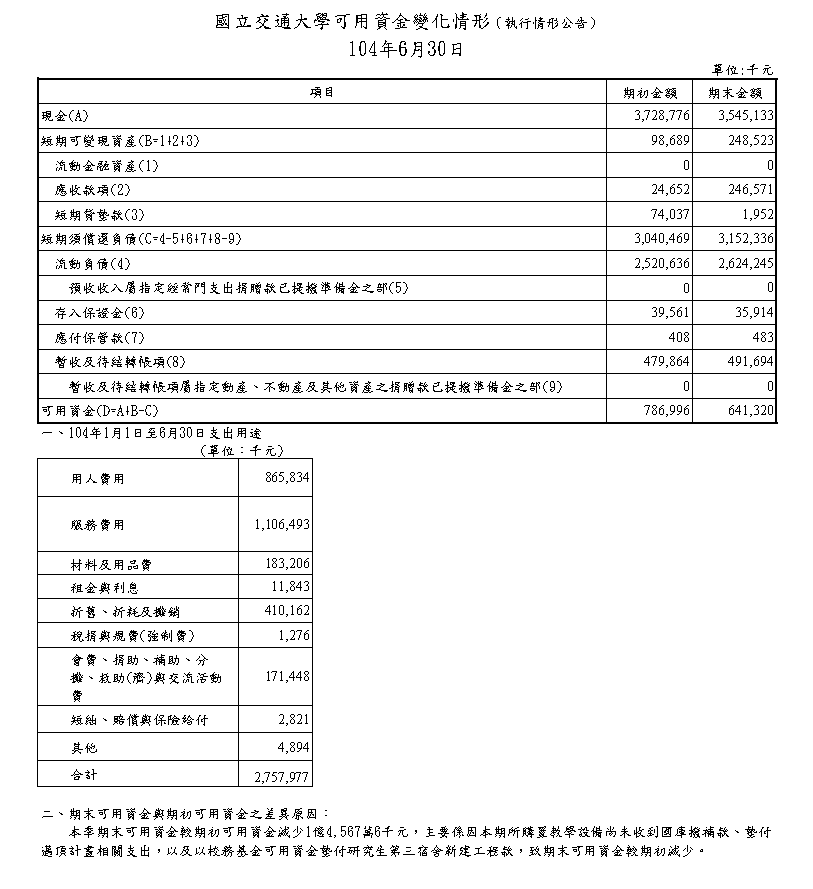 國立交通大學可用資金變化情形(執行情形公告)
104年6月30日
單位:千元
項目 期初金額 期末金額
現金(A) 3,728,776 3,545,133
短期可變現資產(B=1+2+3) 98,689 248,523
流動金融資產(1) 0 0
應收款項(2) 24,652 246,571
短期貸墊款(3) 74,037 1,952
短期須償還負債(C=4-5+6+7+8-9) 3,040,469 3,152,336
流動負債(4) 2,520,636 2,624,245
預收收入屬指定經常門支出捐贈款已提撥準備金之部(5) 0 0
存入保證金(6) 39,561 35,914
應付保管款(7) 408 483
暫收及待結轉帳項(8) 479,864 491,694
暫收及待結轉帳項屬指定動產、不動產及其他資產之捐贈款已提撥準備金之部(9) 0 0
可用資金(D=A+B-C) 786,996 641,320
一、104年1月1日至6月30日支出用途
(單位：千元)
用人費用 865,834
服務費用 1,106,493
材料及用品費 183,206
租金與利息 11,843
折舊、折耗及攤銷 410,162
稅捐與規費(強制費) 1,276
會費、捐助、補助、分
攤、救助(濟)與交流活動 171,448
費
短絀、賠償與保險給付 2,821
其他 4,894
合計 2,757,977
二、期末可用資金與期初可用資金之差異原因：
本季期末可用資金較期初可用資金減少1億4,567萬6千元，主要係因本期所購置教學設備尚未收到國庫撥補款、墊付
邁頂計畫相關支出，以及以校務基金可用資金墊付研究生第三宿舍新建工程款，致期末可用資金較期初減少。